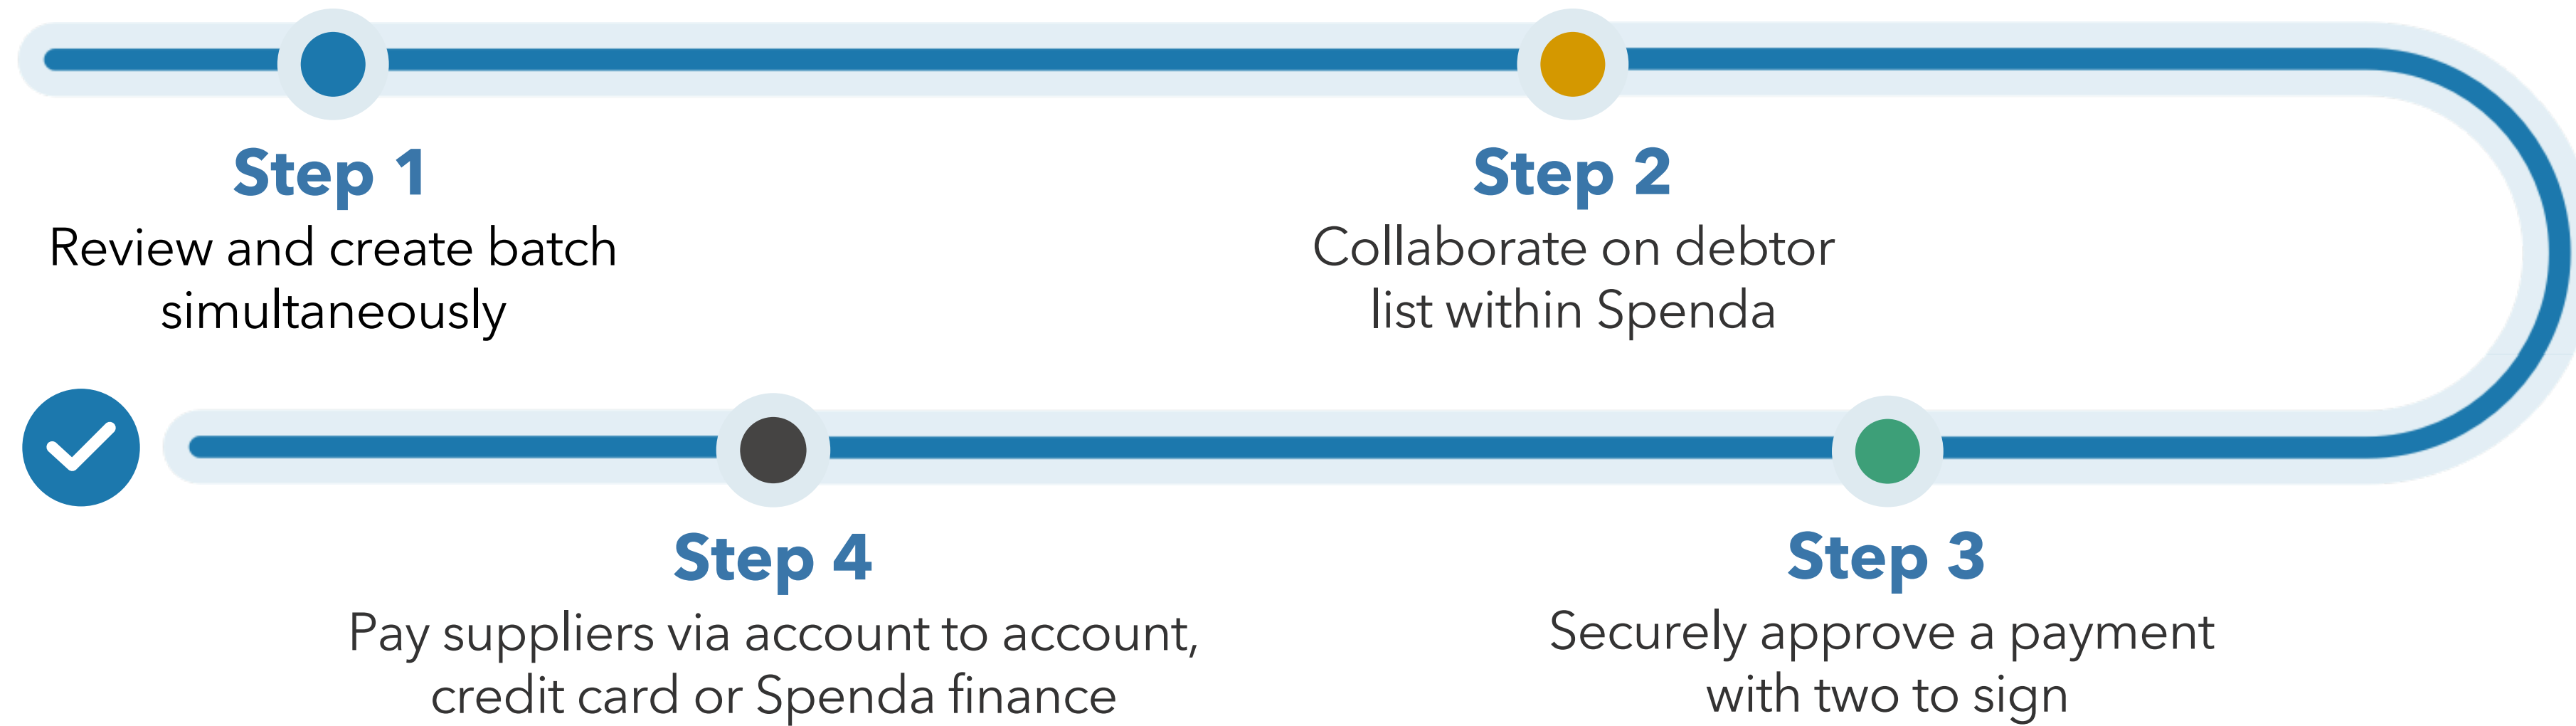 Step 1
Review and create batch
simultaneously
Step 2
Collaborate on debtor
list within Spenda
Step 3
Securely approve a payment
with two to sign
Step 4
Pay suppliers via account to account,
credit card or Spenda finance